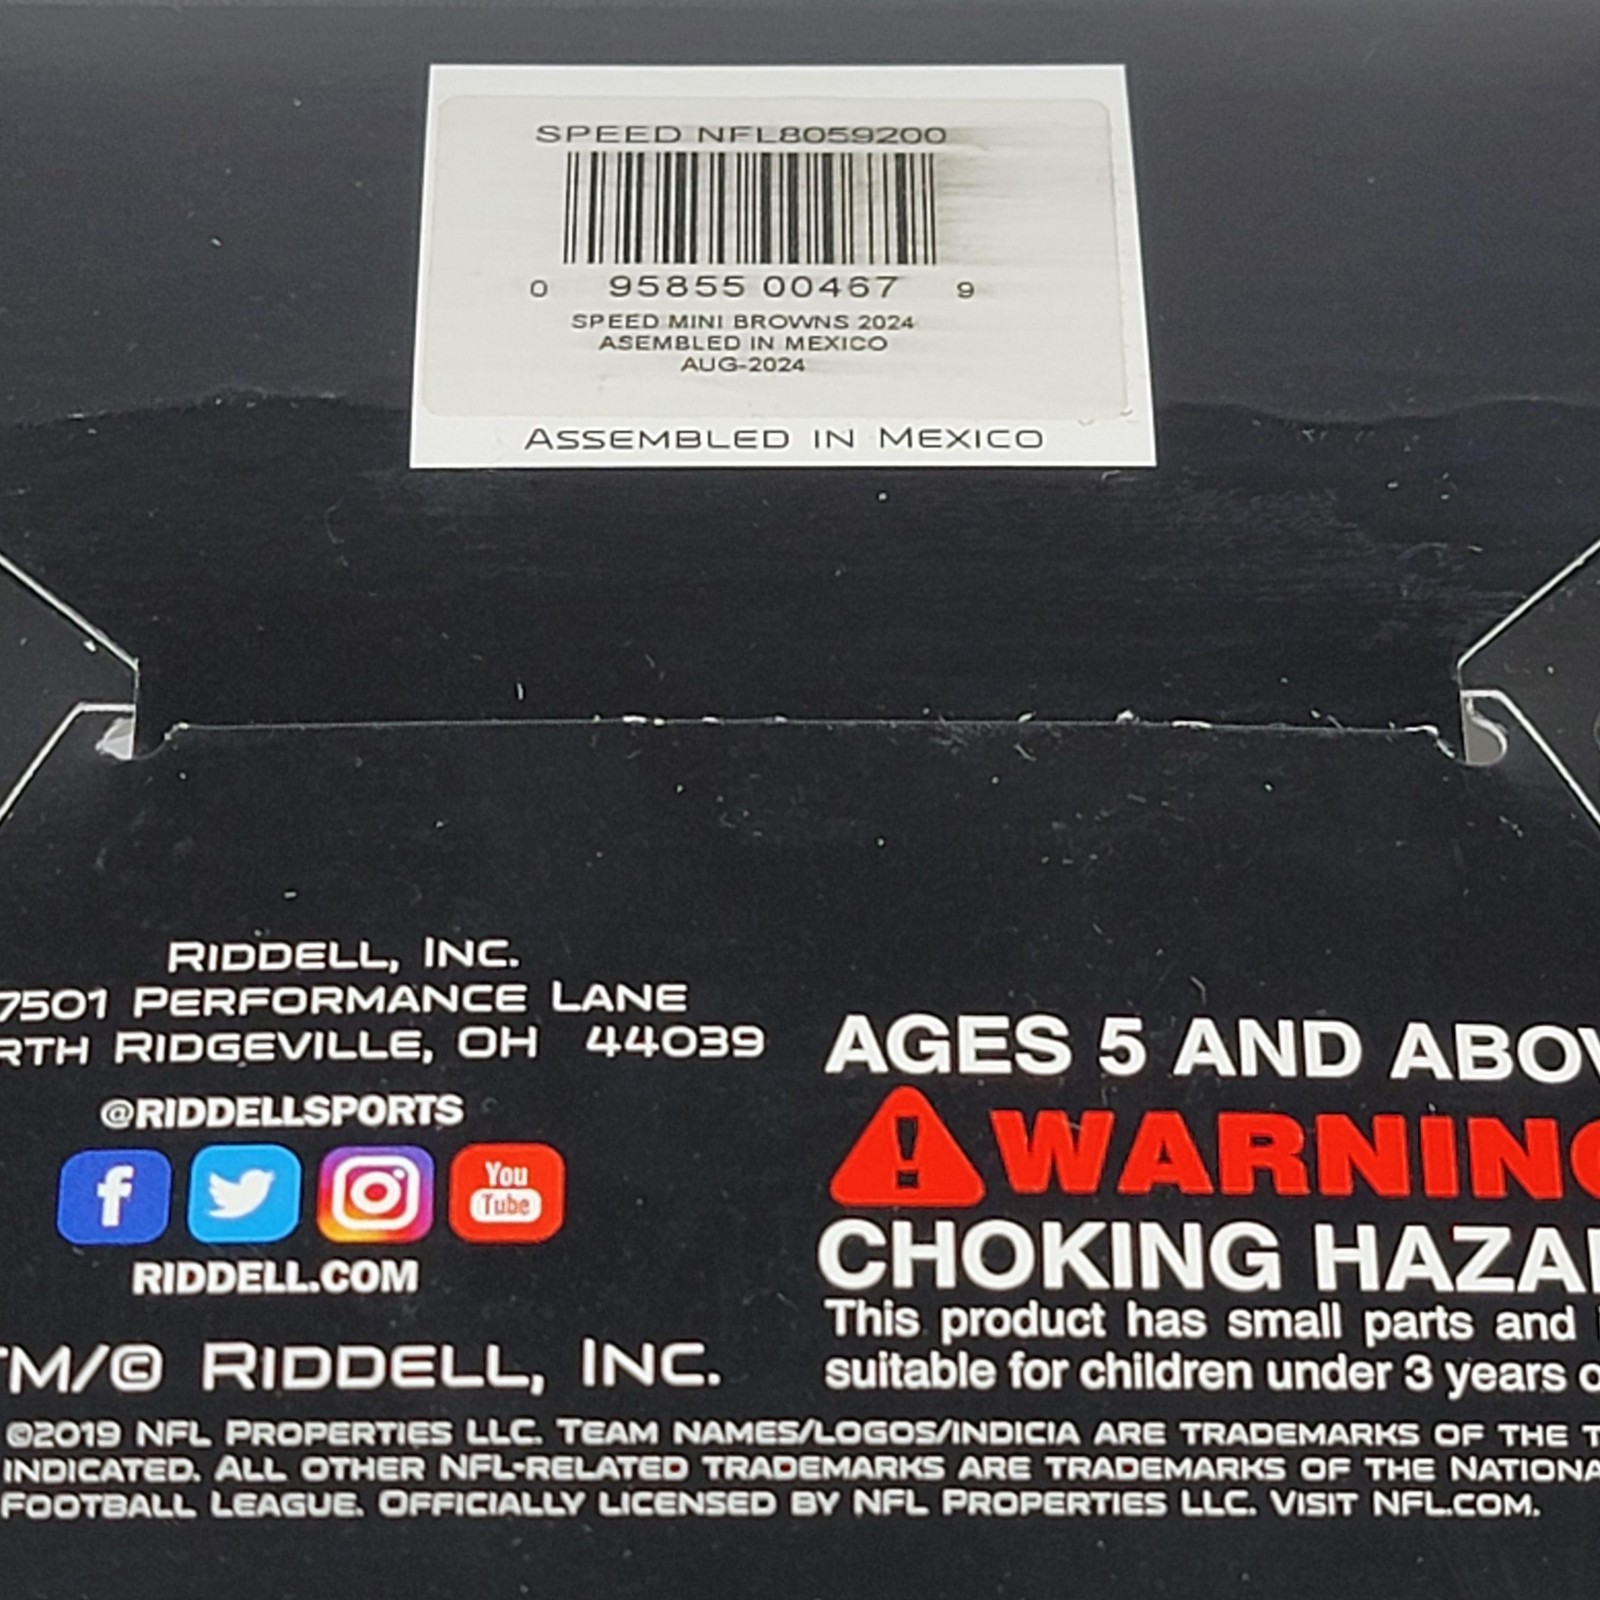 SPEED NFL8059200
0 95855 00467 9
SPEED MINI BROWNS 2024
ASEMBLED IN MEXICO
AUG-2024
ASSEMBLED IN MEXICO
RIDDELL, INC.
7501 PERFORMANCE LANE
RTH RIDGEVILLE, OH 44039
@RIDDELLSPORTS
f
You
Tube
RIDDELL.COM
TM/© RIDDELL, INC.
AGES 5 AND ABOV
! WARNING
CHOKING HAZAR
This product has small parts and
suitable for children under 3 years o
©2019 NFL PROPERTIES LLC. TEAM NAMES/LOGOS/INDICIA ARE TRADEMARKS OF THE T
INDICATED. ALL OTHER NFL-RELATED TRADEMARKS ARE TRADEMARKS OF THE NATIONA
FOOTBALL LEAGUE. OFFICIALLY LICENSED BY NFL PROPERTIES LLC. VISIT NFL.COM.